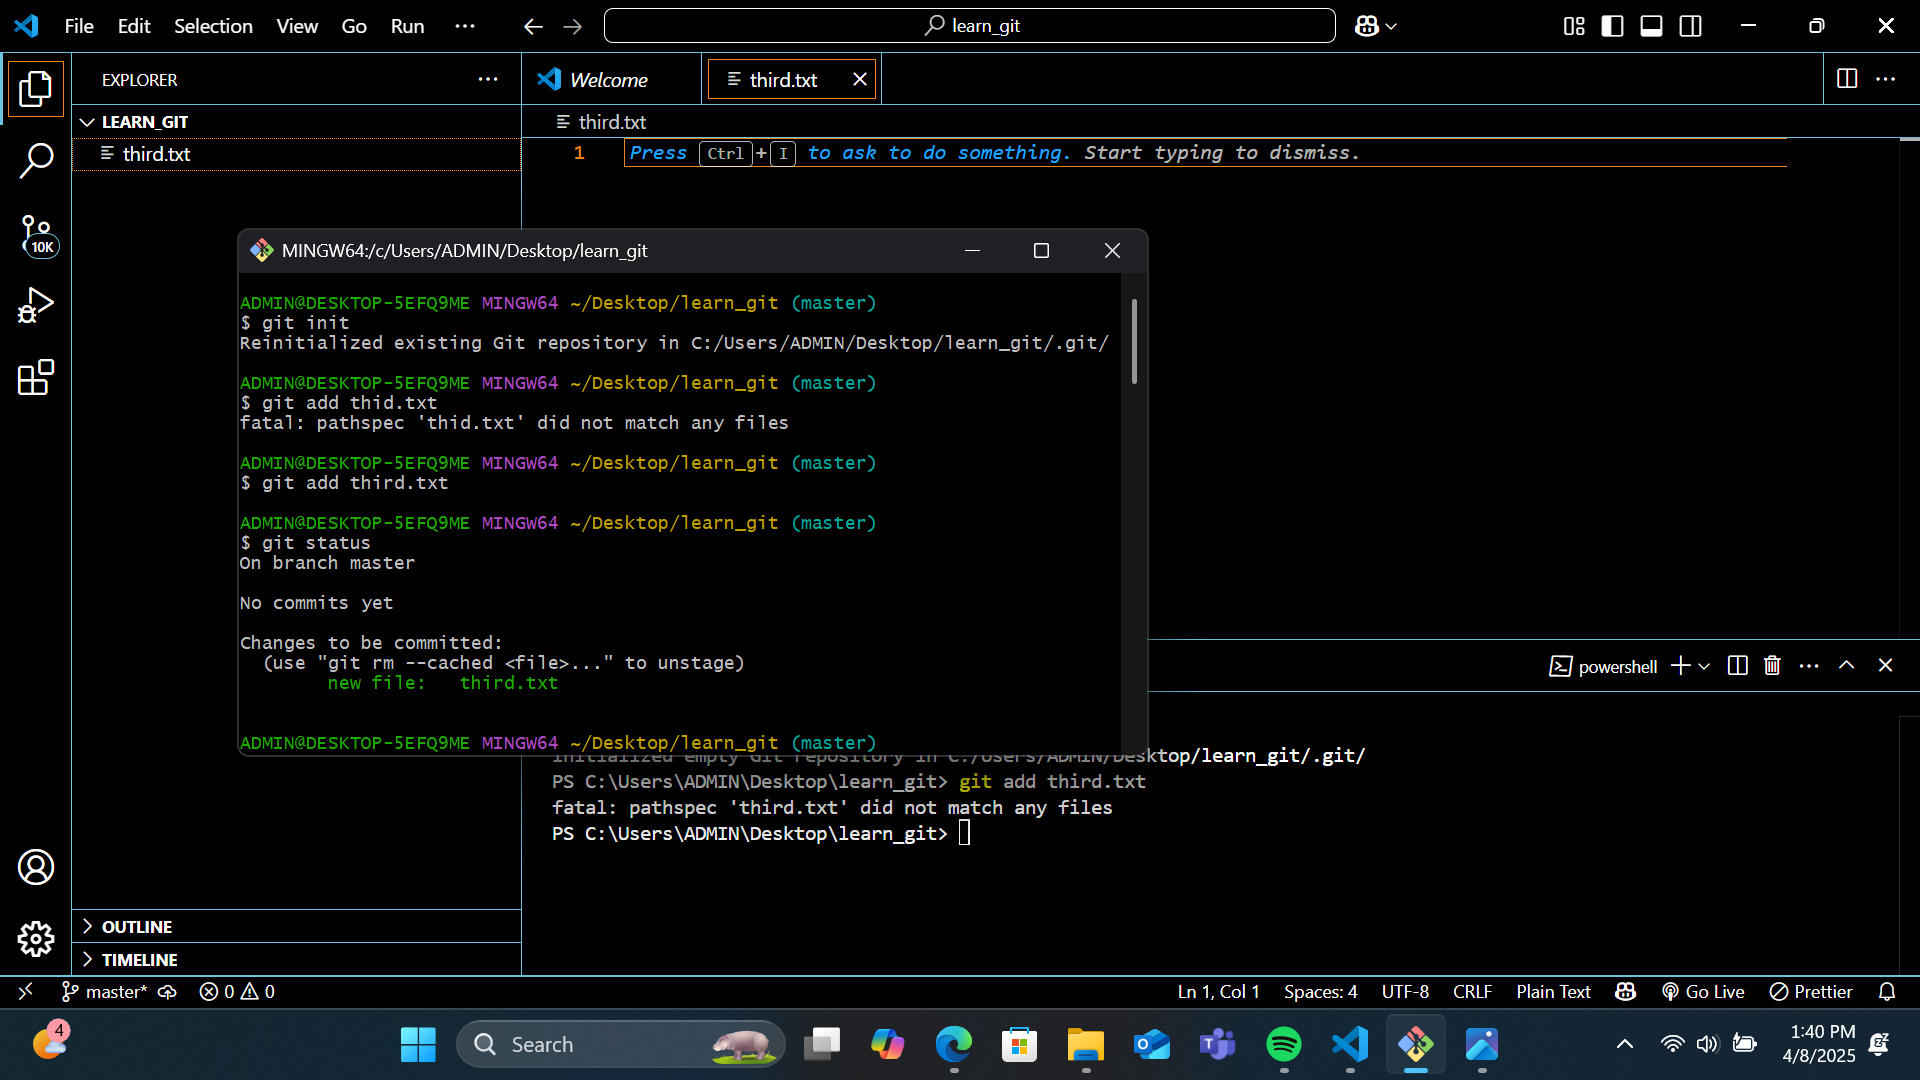 File Edit Selection View Go Run ··· learn_git
EXPLORER ···
Welcome third.txt
LEARN_GIT
third.txt
third.txt
1 Press Ctrl+I to ask to do something. Start typing to dismiss.
10K
MINGW64:/c/Users/ADMIN/Desktop/learn_git
ADMIN@DESKTOP-5EFQ9ME MINGW64 ~/Desktop/learn_git (master)
$ git init
Reinitialized existing Git repository in C:/Users/ADMIN/Desktop/learn_git/.git/
ADMIN@DESKTOP-5EFQ9ME MINGW64 ~/Desktop/learn_git (master)
$ git add thid.txt
fatal: pathspec 'thid.txt' did not match any files
ADMIN@DESKTOP-5EFQ9ME MINGW64 ~/Desktop/learn_git (master)
$ git add third.txt
ADMIN@DESKTOP-5EFQ9ME MINGW64 ~/Desktop/learn_git (master)
$ git status
On branch master
No commits yet
Changes to be committed:
(use "git rm --cached <file>..." to unstage)
new file: third.txt
ADMIN@DESKTOP-5EFQ9ME MINGW64 ~/Desktop/learn_git (master)
powershell
Initialized empty Git repository in C:/Users/ADMIN/Desktop/learn_git/.git/
PS C:\Users\ADMIN\Desktop\learn_git> git add third.txt
fatal: pathspec 'third.txt' did not match any files
PS C:\Users\ADMIN\Desktop\learn_git>
OUTLINE
TIMELINE
master* 0 0 Ln 1, Col 1 Spaces: 4 UTF-8 CRLF Plain Text Go Live Prettier
4 Search 1:40 PM
4/8/2025